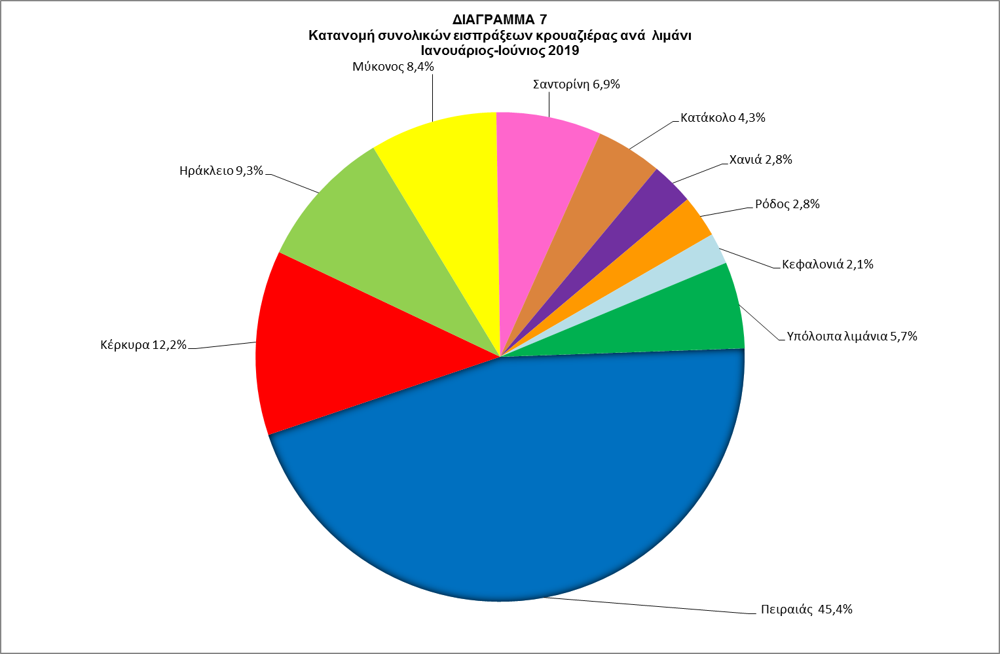 ΔΙΑΓΡΑΜΜΑ 7
Κατανομή συνολικών εισπράξεων κρουαζιέρας ανά  λιμάνι
Ιανουάριος-Ιούνιος 2019
Μύκονος 8,4%
Σαντορίνη 6,9%
Κατάκολο 4,3%
Χανιά 2,8%
Ηράκλειο 9,3%
Ρόδος 2,8%
Κεφαλονιά 2,1%
Υπόλοιπα λιμάνια 5,7%
Κέρκυρα 12,2%
Πειραιάς  45,4%